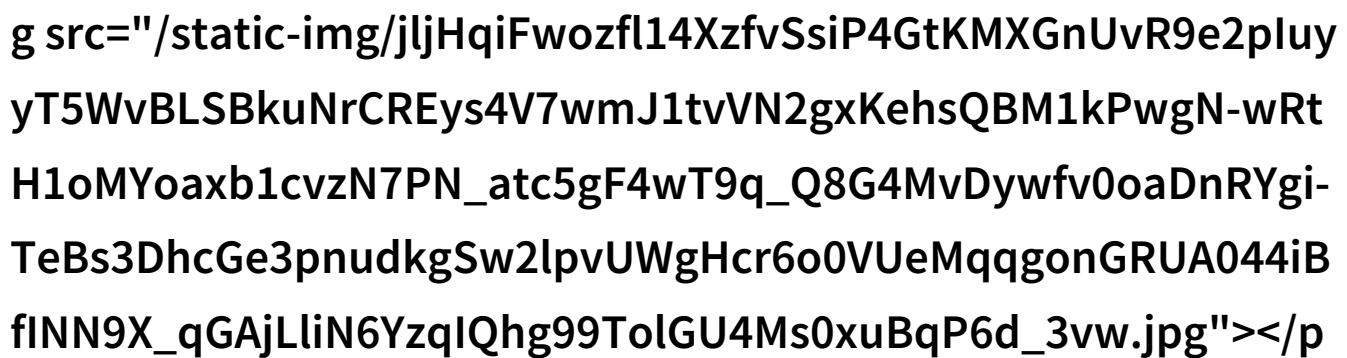 g src="/static-img/jljHqiFwozfl14XzfvSsiP4GtKMXGnUvR9e2pIuy
yT5WvBLSBkuNrCREys4V7wmJ1tvVN2gxKehsQBM1kPwgN-wRt
H1oMYoaxb1cvzN7PN_atc5gF4wT9q_Q8G4MvDywfv0oaDnRYgi-
TeBs3DhcGe3pnudkgSw2lpvUWgHcr6o0VUeMqqgonGRUA044iB
fINN9X_qGAjLliN6YzqIQhg99TolGU4Ms0xuBqP6d_3vw.jpg"></p